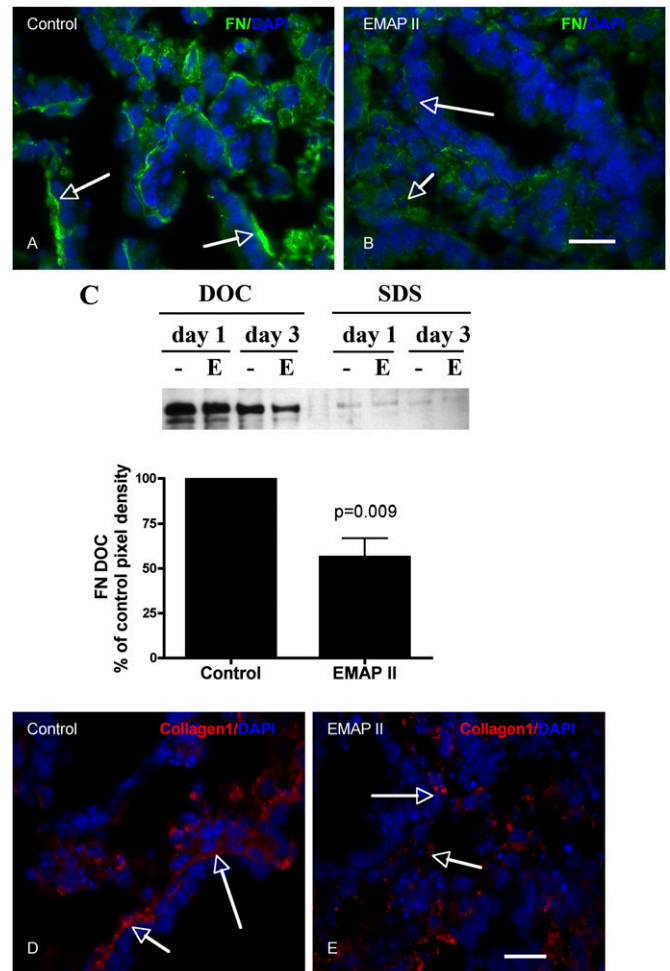 Control FN/DAPI
A
EMAP II FN/DAPI
B
C
DOC SDS
day 1 day 3 day 1 day 3
- E - E - E - E
FN DOC
% of control pixel density
100
75
50
25
0
p=0.009
Control EMAP II
Control Collagen1/DAPI
D
EMAP II Collagen1/DAPI
E